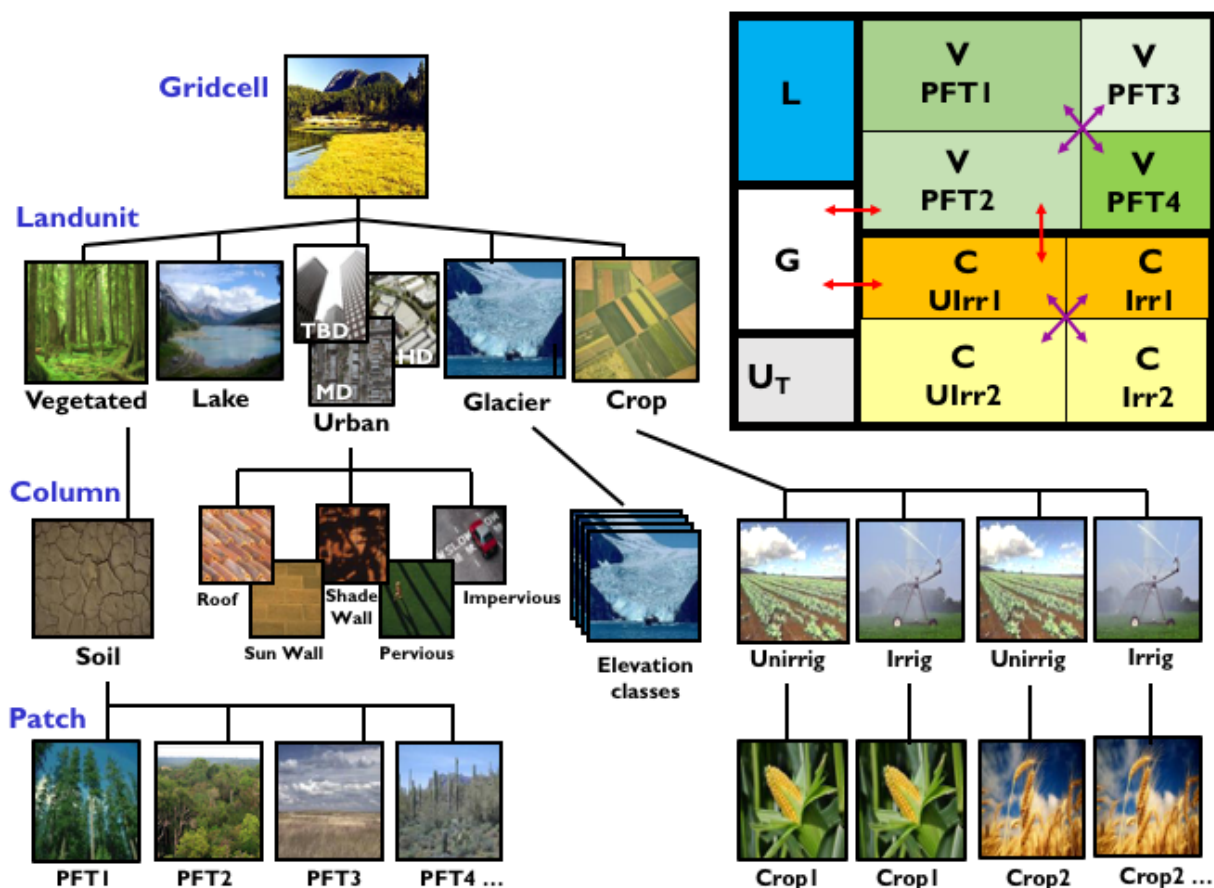 Gridcell
Landunit
TBD
HD
MD
Vegetated
Lake
Urban
Glacier
Crop
L
G
U_T
V
PFT1
V
PFT3
V
PFT2
V
PFT4
C
UIrr1
C
Irr1
C
UIrr2
C
Irr2
Column
Soil
Roof
Sun Wall
Shade
Wall
Pervious
Impervious
Elevation
classes
Unirrig
Irrig
Unirrig
Irrig
Patch
PFT1
PFT2
PFT3
PFT4 ...
Crop1
Crop1
Crop2
Crop2 ...